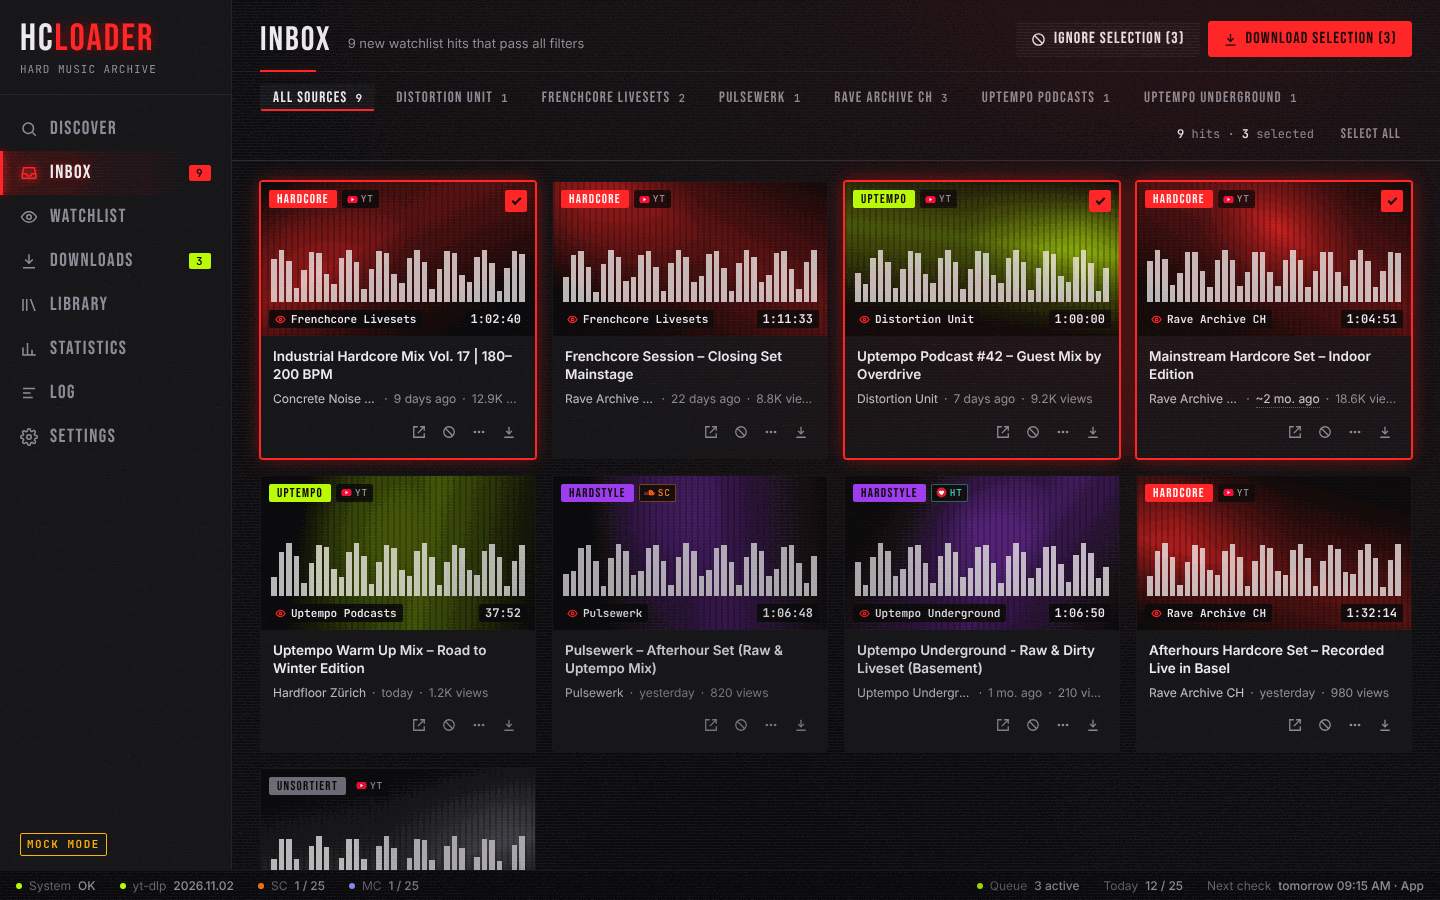 HCLOADER
HARD MUSIC ARCHIVE
DISCOVER
INBOX 9
WATCHLIST
DOWNLOADS 3
LIBRARY
STATISTICS
LOG
SETTINGS
MOCK MODE
INBOX 9 new watchlist hits that pass all filters
IGNORE SELECTION (3) DOWNLOAD SELECTION (3)
ALL SOURCES 9 DISTORTION UNIT 1 FRENCHCORE LIVESETS 2 PULSEWERK 1 RAVE ARCHIVE CH 3 UPTEMPO PODCASTS 1 UPTEMPO UNDERGROUND 1
9 hits · 3 selected SELECT ALL
HARDCORE YT
Frenchcore Livesets 1:02:40
Industrial Hardcore Mix Vol. 17 | 180–
200 BPM
Concrete Noise ... · 9 days ago · 12.9K ...
HARDCORE YT
Frenchcore Livesets 1:11:33
Frenchcore Session – Closing Set
Mainstage
Rave Archive ... · 22 days ago · 8.8K vie...
UPTEMPO YT
Distortion Unit 1:00:00
Uptempo Podcast #42 – Guest Mix by
Overdrive
Distortion Unit · 7 days ago · 9.2K views
HARDCORE YT
Rave Archive CH 1:04:51
Mainstream Hardcore Set – Indoor
Edition
Rave Archive ... · ~2 mo. ago · 18.6K vie...
UPTEMPO YT
Uptempo Podcasts 37:52
Uptempo Warm Up Mix – Road to
Winter Edition
Hardfloor Zürich · today · 1.2K views
HARDSTYLE SC
Pulsewerk 1:06:48
Pulsewerk – Afterhour Set (Raw &
Uptempo Mix)
Pulsewerk · yesterday · 820 views
HARDSTYLE HT
Uptempo Underground 1:06:50
Uptempo Underground - Raw & Dirty
Liveset (Basement)
Uptempo Undergr... · 1 mo. ago · 210 vi...
HARDCORE YT
Rave Archive CH 1:32:14
Afterhours Hardcore Set – Recorded
Live in Basel
Rave Archive CH · yesterday · 980 views
UNSORTIERT YT
System OK yt-dlp 2026.11.02 SC 1 / 25 MC 1 / 25 Queue 3 active Today 12 / 25 Next check tomorrow 09:15 AM · App